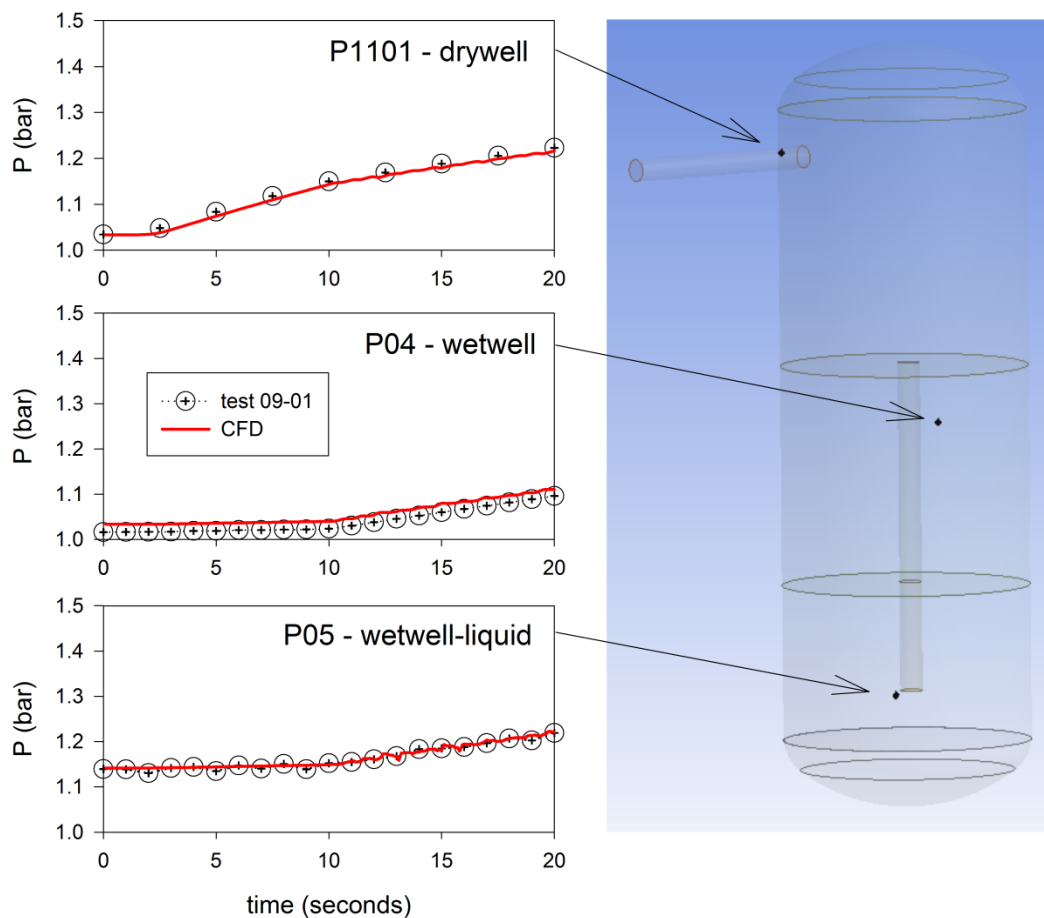 P1101 - drywell
P (bar)
1.5
1.4
1.3
1.2
1.1
1.0
0 5 10 15 20
P04 - wetwell
P (bar)
1.5
1.4
1.3
1.2
1.1
1.0
test 09-01
CFD
0 5 10 15 20
P05 - wetwell-liquid
P (bar)
1.5
1.4
1.3
1.2
1.1
1.0
0 5 10 15 20
time (seconds)